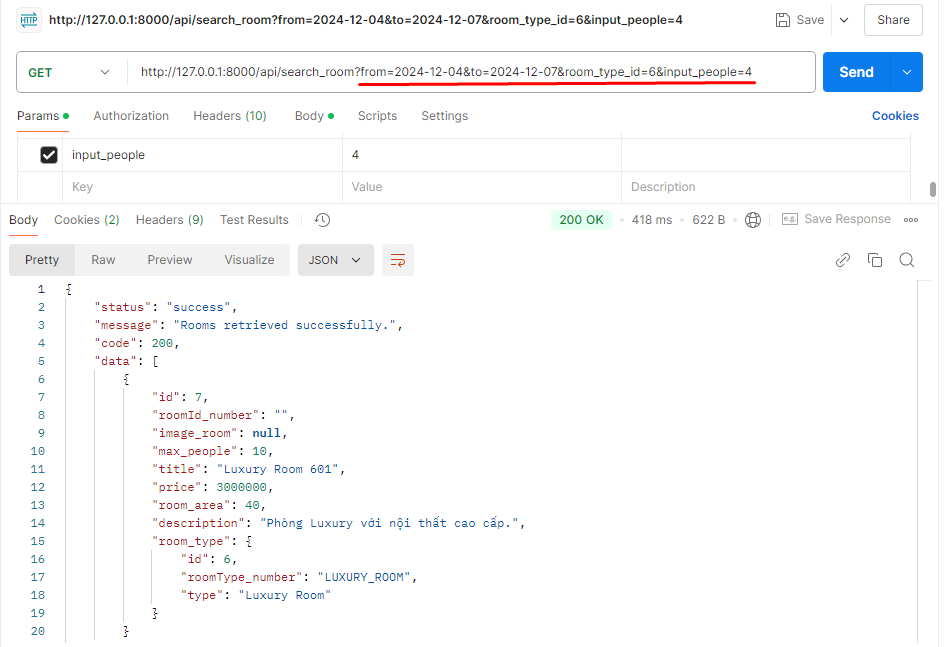 HTTP http://127.0.0.1:8000/api/search_room?from=2024-12-04&to=2024-12-07&room_type_id=6&input_people=4 Save Share
GET http://127.0.0.1:8000/api/search_room?from=2024-12-04&to=2024-12-07&room_type_id=6&input_people=4 Send
Params Authorization Headers (10) Body Scripts Settings Cookies
input_people 4
Key Value Description
Body Cookies (2) Headers (9) Test Results 200 OK 418 ms 622 B e.g. Save Response
Pretty Raw Preview Visualize JSON
1 {
2 "status": "success",
3 "message": "Rooms retrieved successfully.",
4 "code": 200,
5 "data": [
6 {
7 "id": 7,
8 "roomId_number": "",
9 "image_room": null,
10 "max_people": 10,
11 "title": "Luxury Room 601",
12 "price": 3000000,
13 "room_area": 40,
14 "description": "Phòng Luxury với nội thất cao cấp.",
15 "room_type": {
16 "id": 6,
17 "roomType_number": "LUXURY_ROOM",
18 "type": "Luxury Room"
19 }
20 }